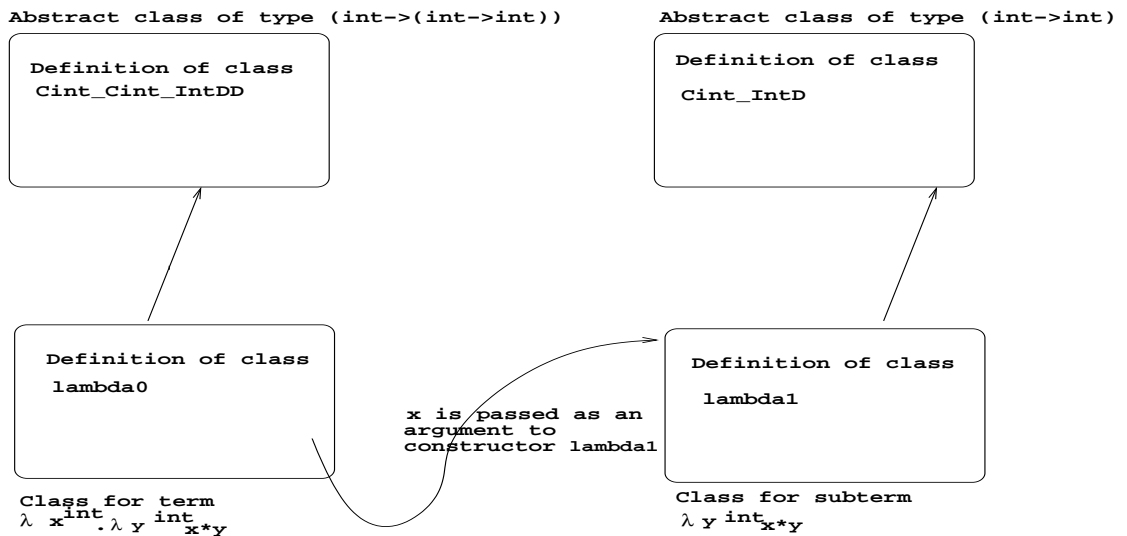 Abstract class of type (int->(int->int))
Abstract class of type (int->int)
Definition of class
Cint_Cint_IntDD
Definition of class
Cint_IntD
Definition of class
lambda0
Definition of class
lambda1
x is passed as an
argument to
constructor lambda1
Class for term
λ x int . λ y int x*y
Class for subterm
λ y int x*y